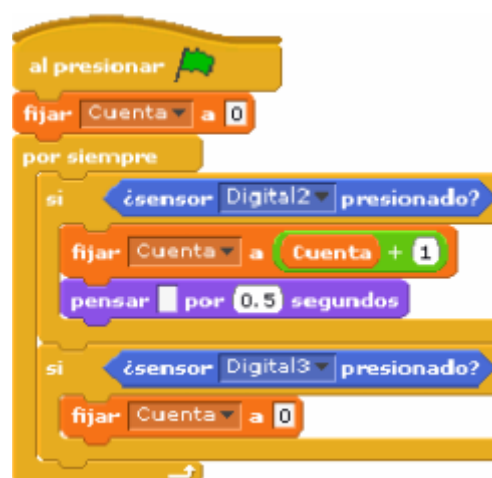 al presionar
fijar Cuenta a 0
por siempre
si ¿sensor Digital2 presionado?
fijar Cuenta a Cuenta + 1
pensar por 0.5 segundos
si ¿sensor Digital3 presionado?
fijar Cuenta a 0